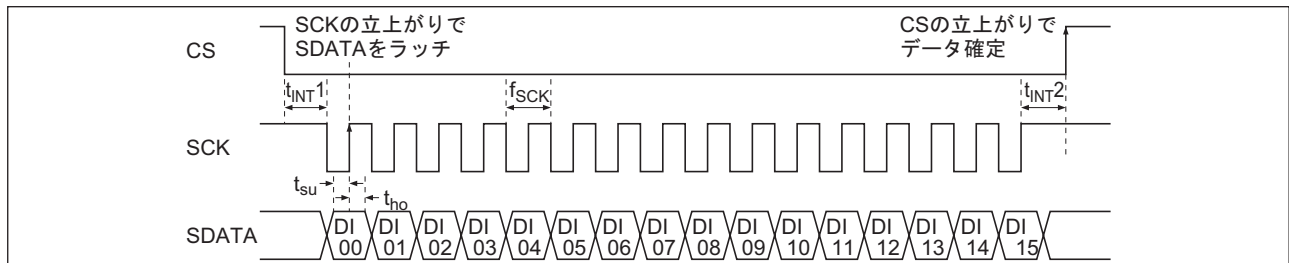 SCKの立上がりで
SDATAをラッチ
CSの立上がりで
データ確定
CS
tINT1
fSCK
tINT2
SCK
tsu
tho
SDATA
DI 00
DI 01
DI 02
DI 03
DI 04
DI 05
DI 06
DI 07
DI 08
DI 09
DI 10
DI 11
DI 12
DI 13
DI 14
DI 15